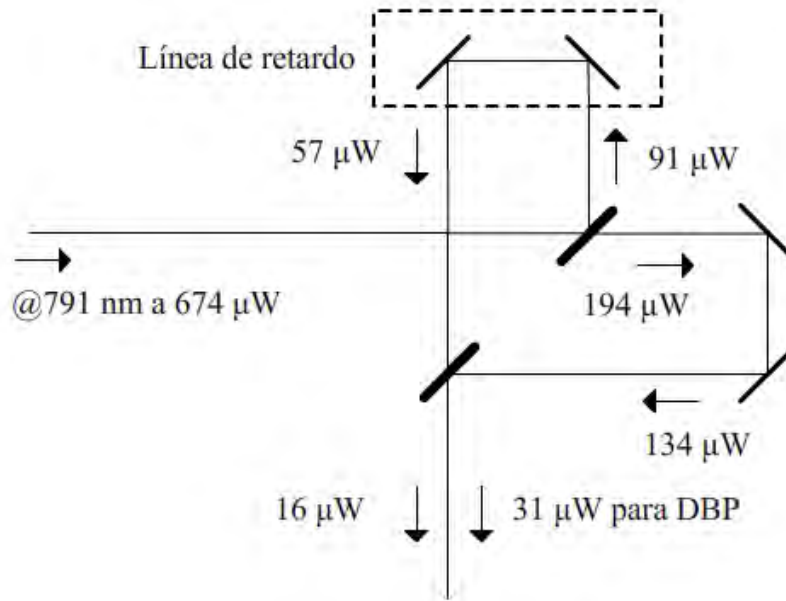 Línea de retardo
57 μW
91 μW
@791 nm a 674 μW
194 μW
134 μW
16 μW
31 μW para DBP